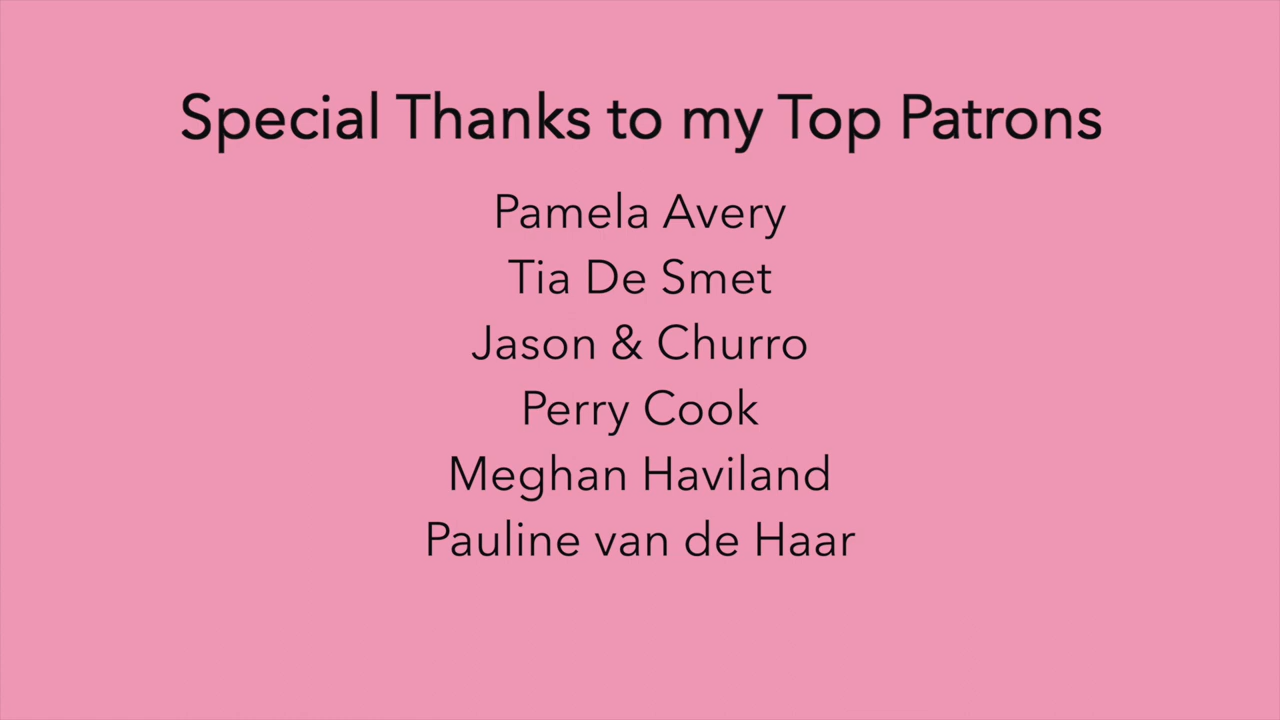 Special Thanks to my Top Patrons
Pamela Avery
Tia De Smet
Jason & Churro
Perry Cook
Meghan Haviland
Pauline van de Haar